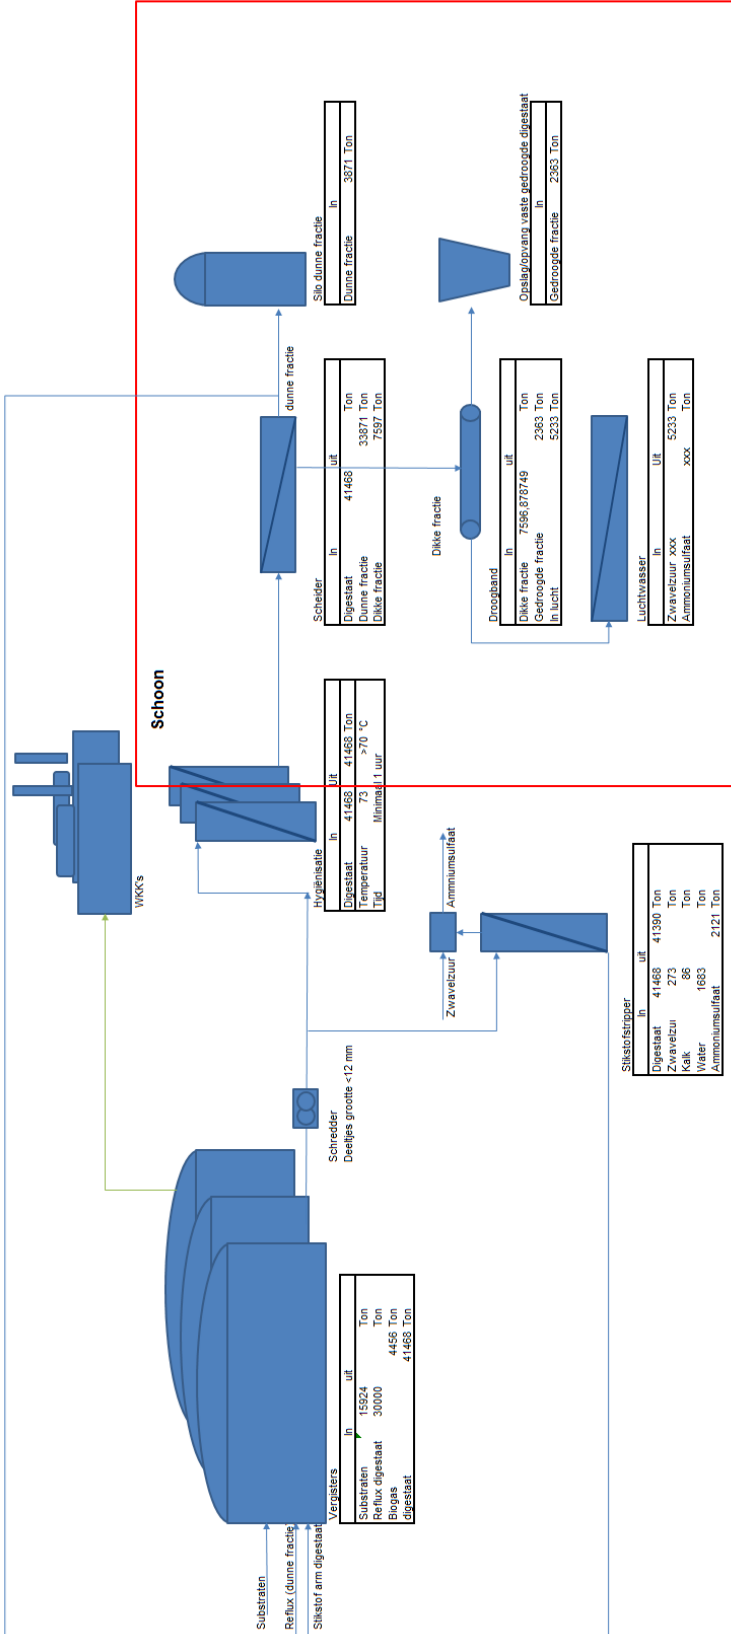 Substraten
Reflux (dunne fractie)
Stikstof arm digestaat
Vergisters
In uit
Substraten 15924 Ton
Reflux digestaat 30000 Ton
Biogas 4456 Ton
digestaat 41468 Ton
Schredder
Deeltjes grootte <12 mm
WKK's
Schoon
Hygiënisatie
In Uit
Digestaat 41468 41468 Ton
Temperatuur 73 >70 °C
Tijd Minimaal 1 uur
Zwavelzuur
Ammniumsulfaat
Stikstofstripper
In uit
Digestaat 41468 41390 Ton
Zwavelzui 273 Ton
Kalk 86 Ton
Water 1683 Ton
Ammoniumsulfaat 2121 Ton
Scheider
In uit
Digestaat 41468 Ton
Dunne fractie 33871 Ton
Dikke fractie 7597 Ton
dunne fractie
Silo dunne fractie
In
Dunne fractie 3871 Ton
Dikke fractie
Droogband
In uit
Dikke fractie 7596,878749 Ton
Gedroogde fractie 2363 Ton
In lucht 5233 Ton
Opslag/opvang vaste gedroogde digestaat
In
Gedroogde fractie 2363 Ton
Luchtwasser
In Uit
Zwavelzuur xxx 5233 Ton
Ammoniumsulfaat xxx Ton